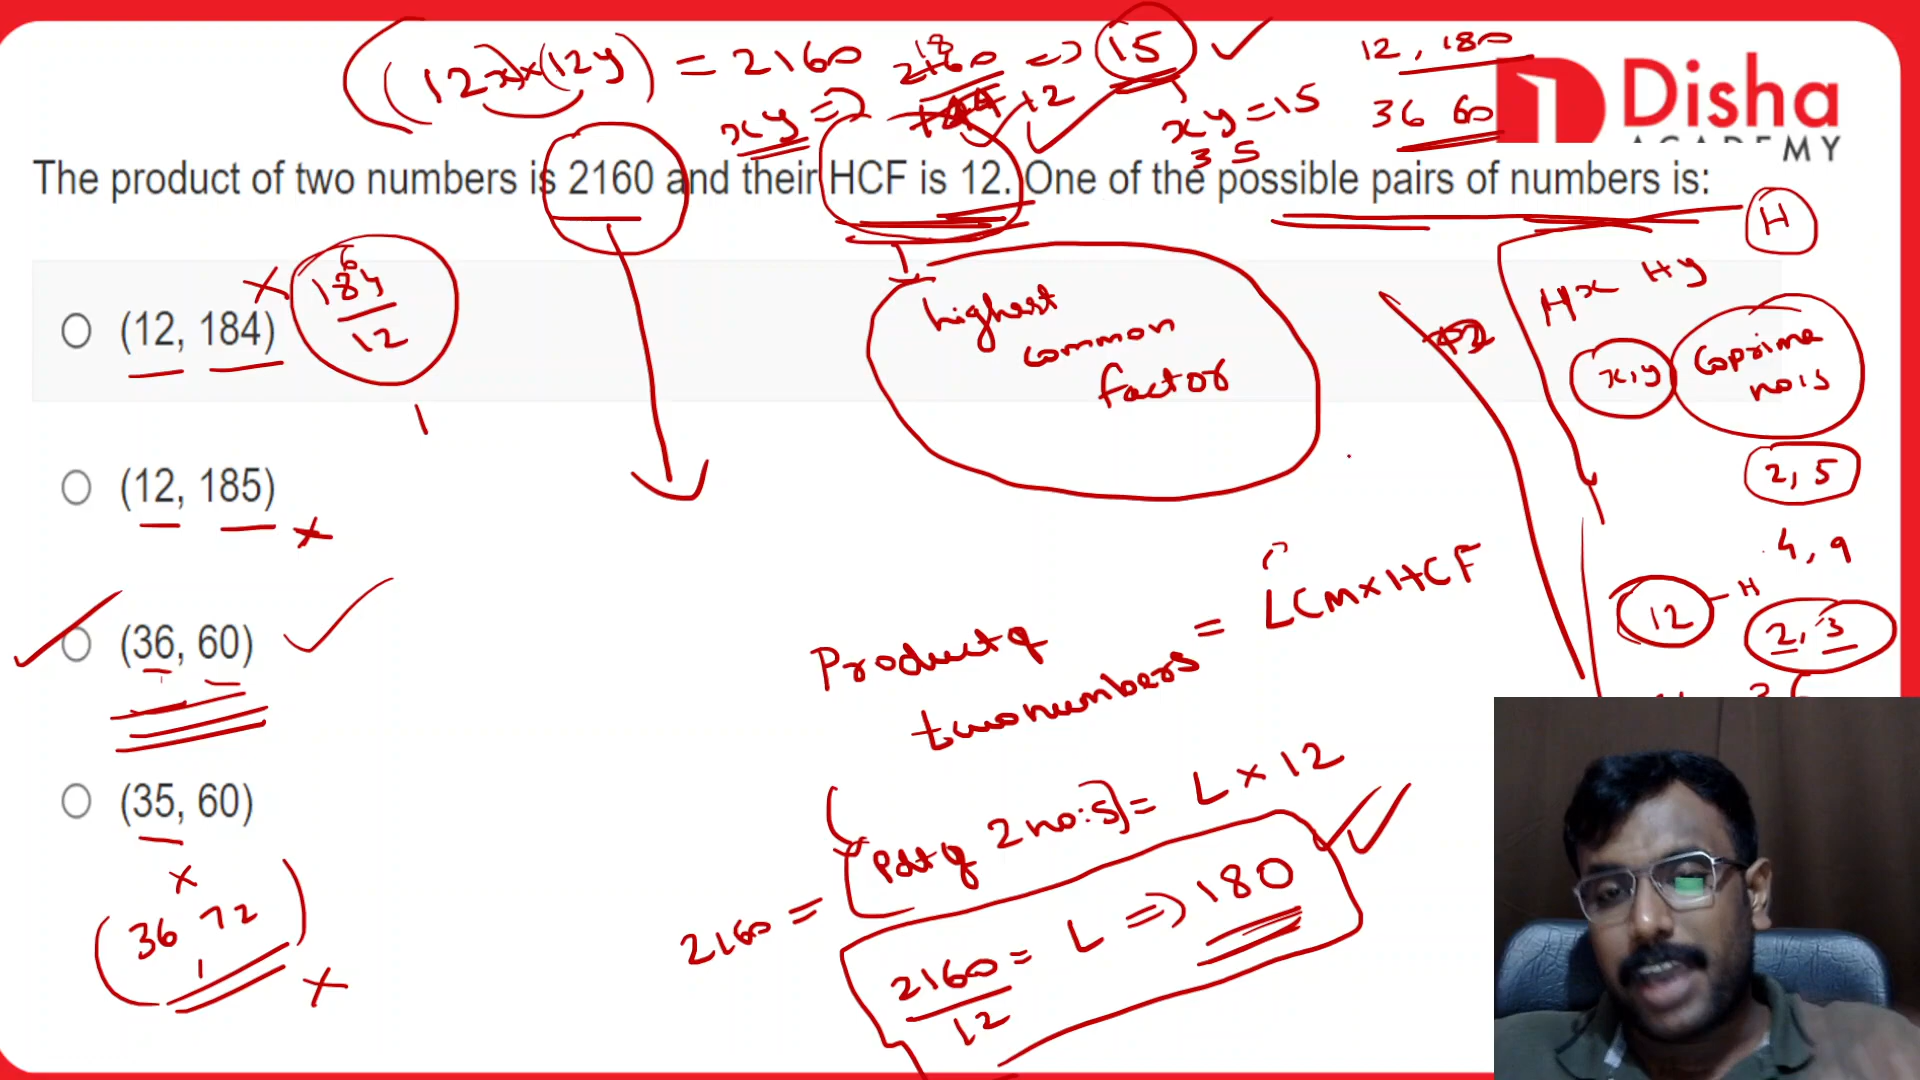 (12x)×(12y) = 2160
18
2160 => 15
xy => 144 12
xy = 15
3 5
12, 180
36 60
Disha
ACADEMY
The product of two numbers is 2160 and their HCF is 12. One of the possible pairs of numbers is:
H
Hx Hy
x,y Coprime
no:s
2, 5
4, 9
12 - H
2, 3
(12, 184)
184
12
(12, 185)
(36, 60)
(35, 60)
(36 72)
highest
common
factor
Product of
two numbers = LCM×HCF
Pdt of 2 no:s = L × 12
2160 =
2160 = L => 180
12